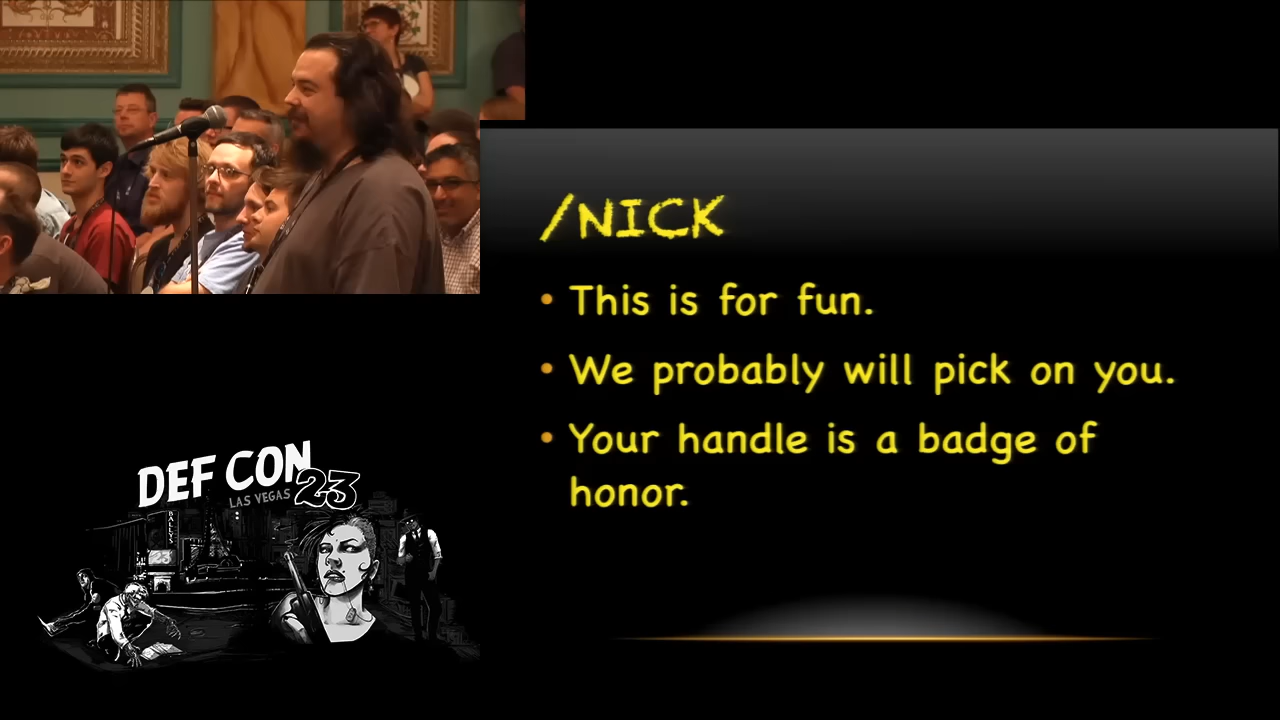 /NICK
• This is for fun.
• We probably will pick on you.
• Your handle is a badge of
honor.
DEF CON
LAS VEGAS 23
BALLYS